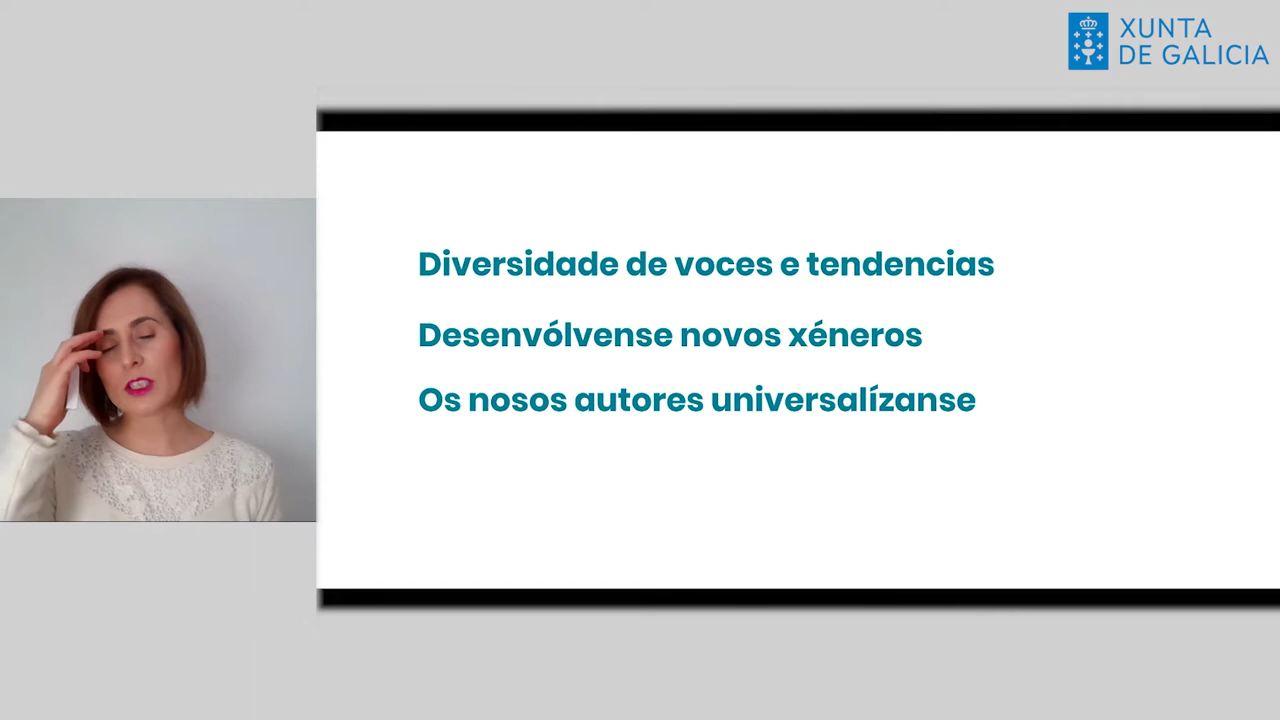 XUNTA
DE GALICIA
Diversidade de voces e tendencias
Desenvólvense novos xéneros
Os nosos autores universalízanse